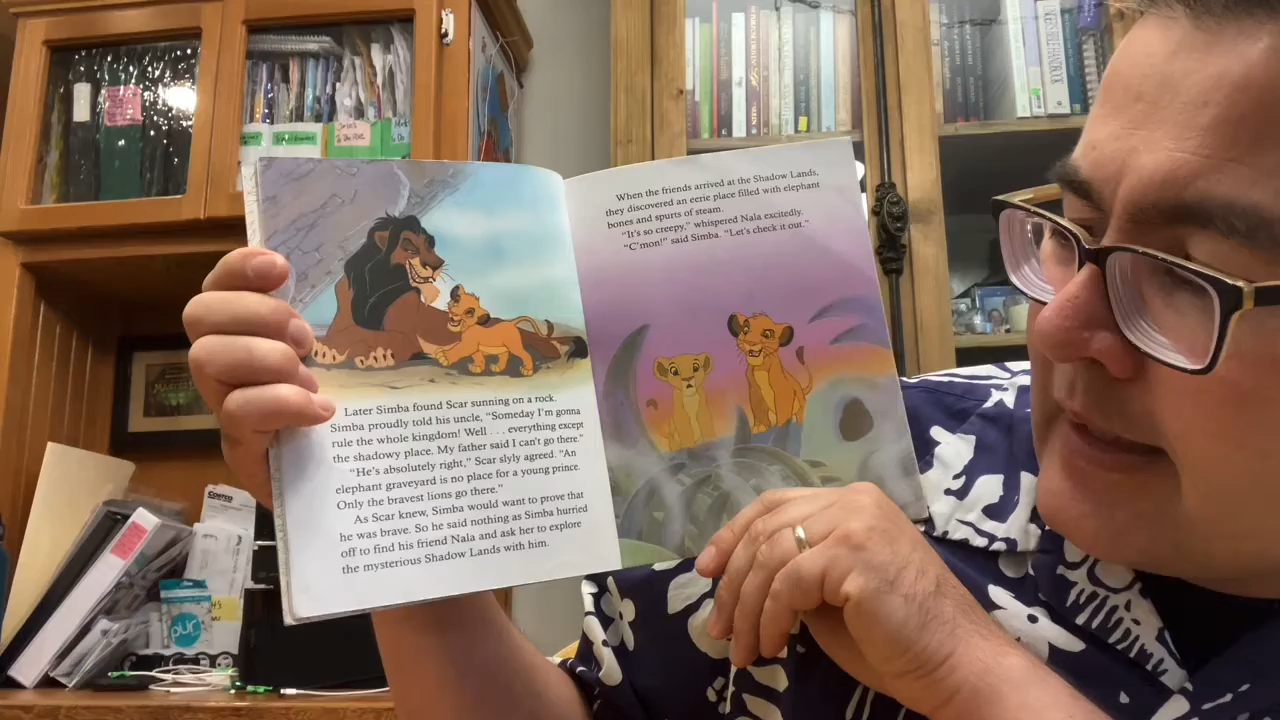 Later Simba found Scar sunning on a rock.
Simba proudly told his uncle, "Someday I'm gonna
rule the whole kingdom! Well . . . everything except
the shadowy place. My father said I can't go there."
"He's absolutely right," Scar slyly agreed. "An
elephant graveyard is no place for a young prince.
Only the bravest lions go there."
As Scar knew, Simba would want to prove that
he was brave. So he said nothing as Simba hurried
off to find his friend Nala and ask her to explore
the mysterious Shadow Lands with him.
When the friends arrived at the Shadow Lands,
they discovered an eerie place filled with elephant
bones and spurts of steam.
"It's so creepy," whispered Nala excitedly.
"C'mon!" said Simba. "Let's check it out."
COSTCO
pür